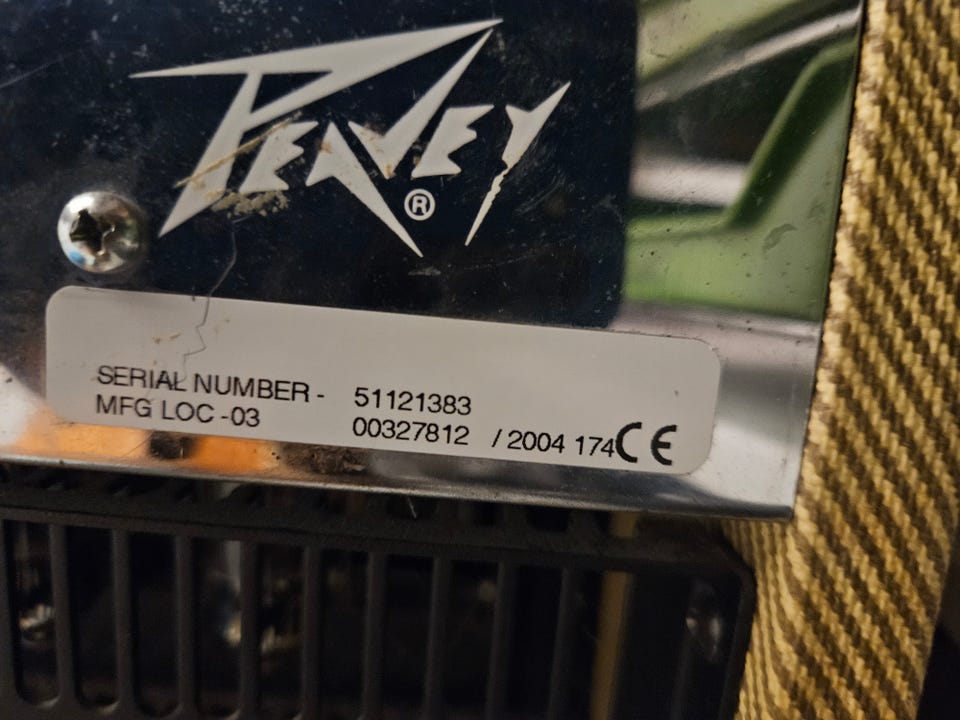 PEAVEY®
SERIAL NUMBER - 51121383
MFG LOC -03 00327812 / 2004 174 CE